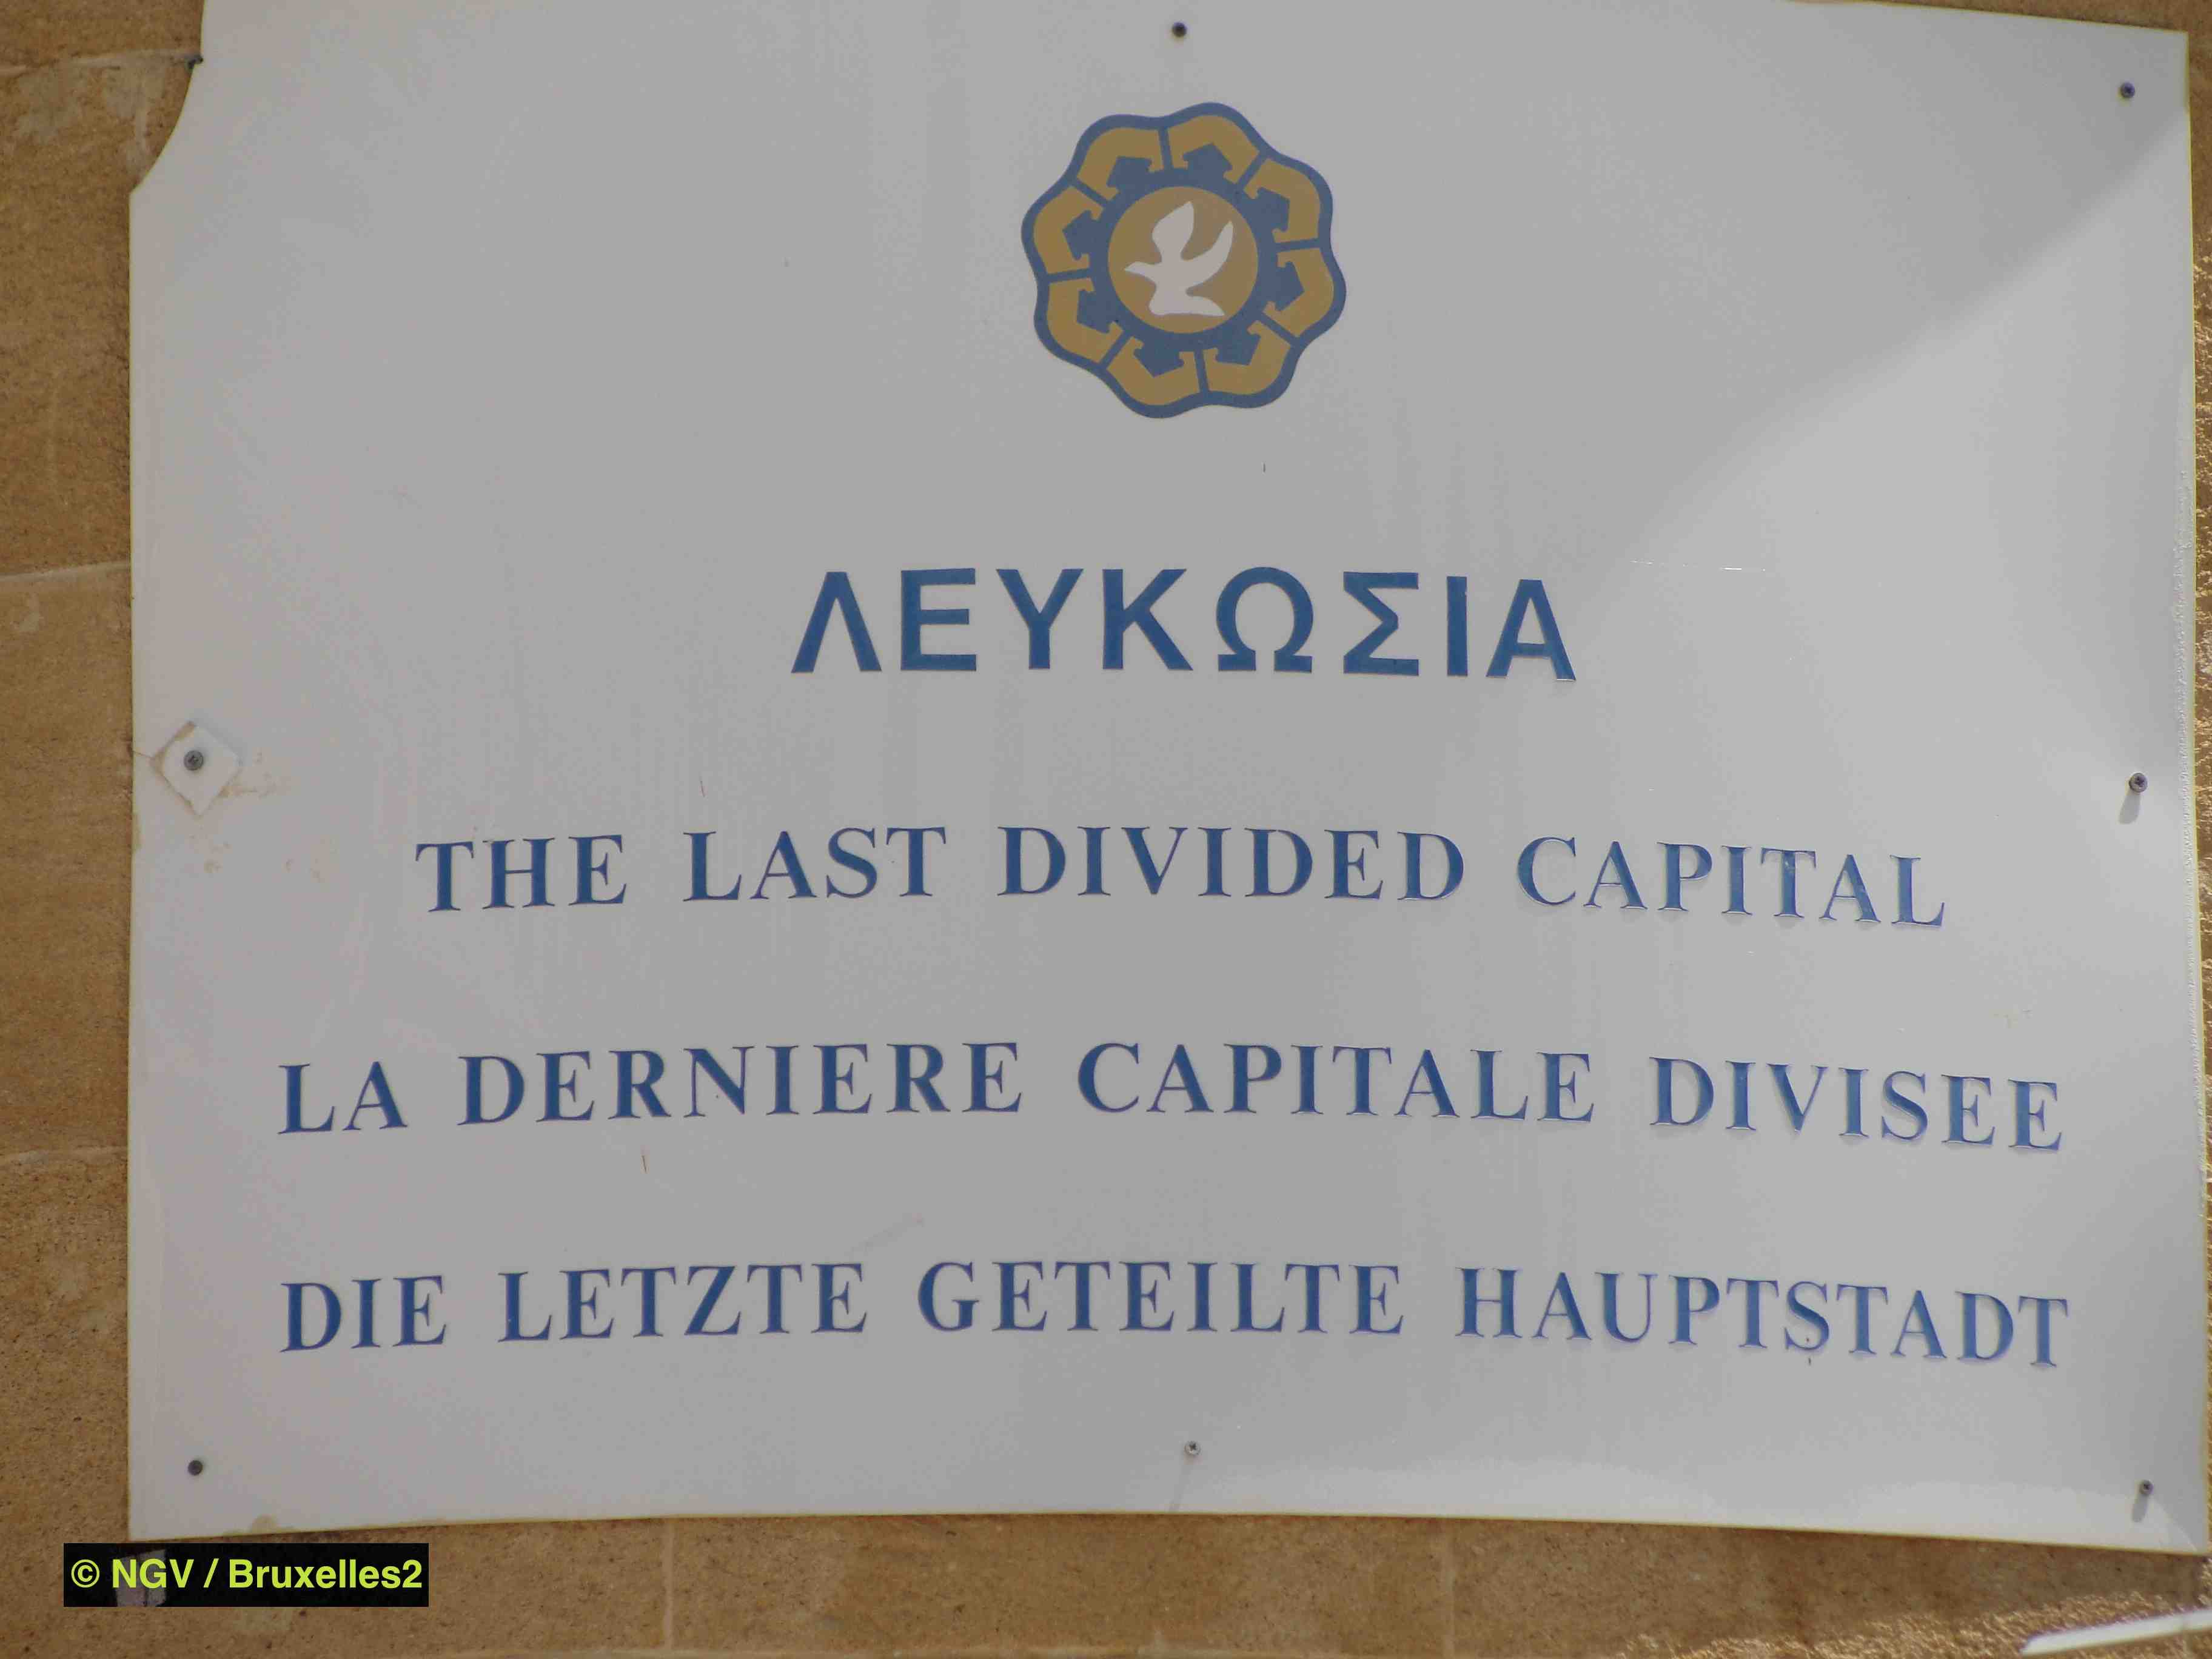 ΛΕΥΚΩΣΙΑ
THE LAST DIVIDED CAPITAL
LA DERNIERE CAPITALE DIVISEE
DIE LETZTE GETEILTE HAUPTSTADT
© NGV / Bruxelles2